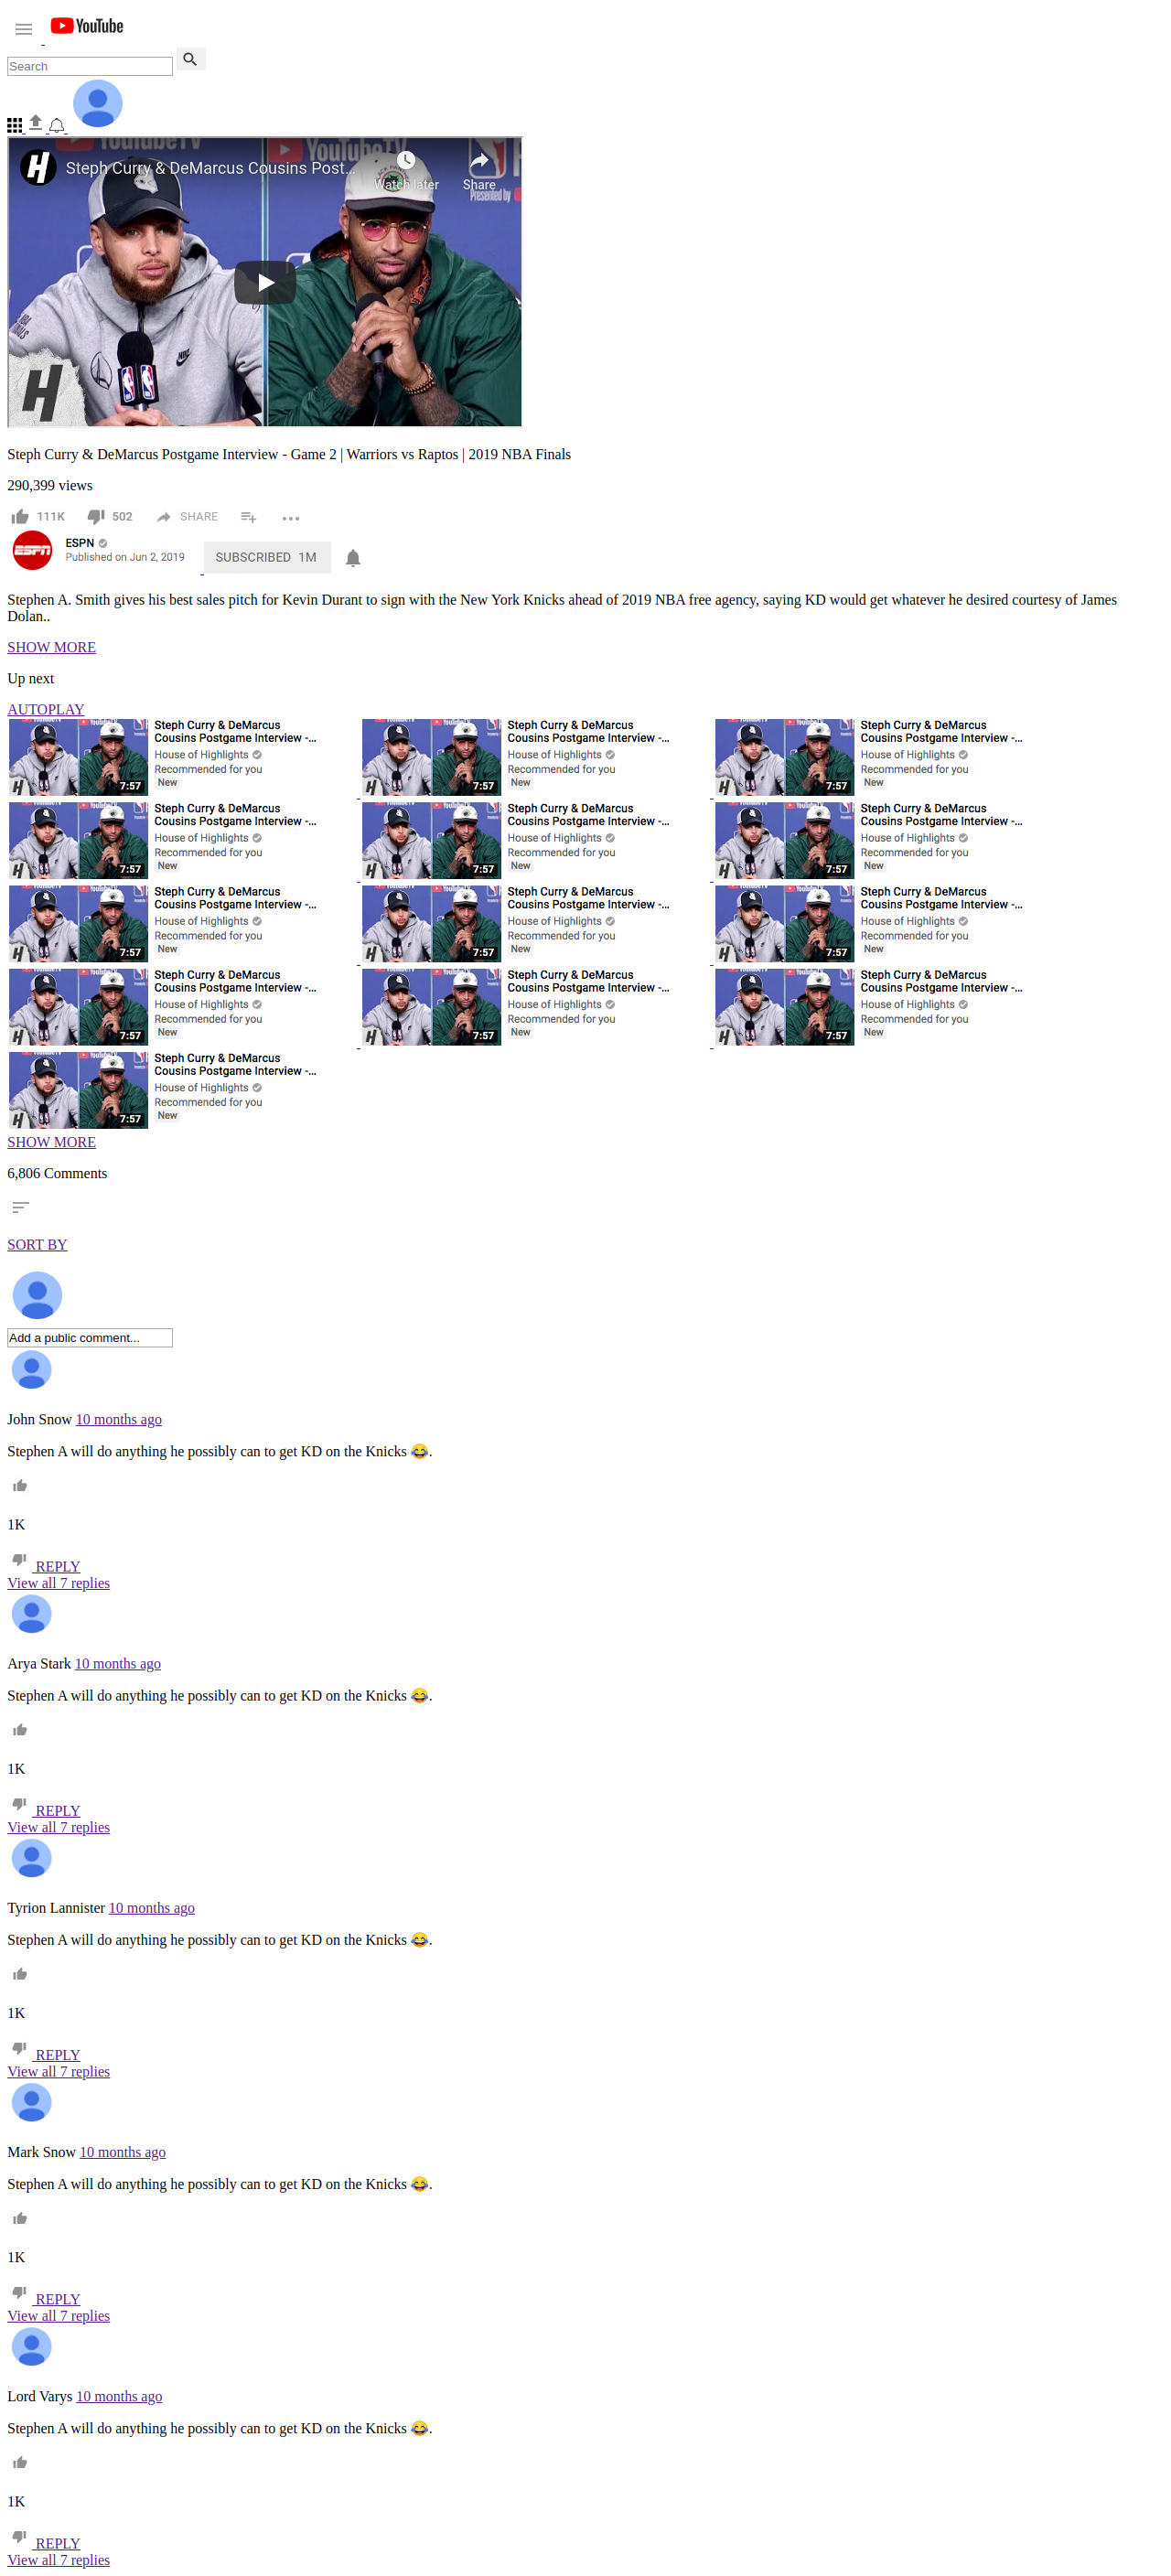 YouTube
Search
Steph Curry & DeMarcus Cousins Post...
Watch later
Share
Presented by
Steph Curry & DeMarcus Postgame Interview - Game 2 | Warriors vs Raptos | 2019 NBA Finals
290,399 views
111K 502 SHARE
ESPN
Published on Jun 2, 2019
SUBSCRIBED 1M
Stephen A. Smith gives his best sales pitch for Kevin Durant to sign with the New York Knicks ahead of 2019 NBA free agency, saying KD would get whatever he desired courtesy of James
Dolan..
SHOW MORE
Up next
AUTOPLAY
Steph Curry & DeMarcus
Cousins Postgame Interview -...
House of Highlights
Recommended for you
7:57 New
Steph Curry & DeMarcus
Cousins Postgame Interview -...
House of Highlights
Recommended for you
7:57 New
Steph Curry & DeMarcus
Cousins Postgame Interview -...
House of Highlights
Recommended for you
7:57 New
Steph Curry & DeMarcus
Cousins Postgame Interview -...
House of Highlights
Recommended for you
7:57 New
Steph Curry & DeMarcus
Cousins Postgame Interview -...
House of Highlights
Recommended for you
7:57 New
Steph Curry & DeMarcus
Cousins Postgame Interview -...
House of Highlights
Recommended for you
7:57 New
Steph Curry & DeMarcus
Cousins Postgame Interview -...
House of Highlights
Recommended for you
7:57 New
Steph Curry & DeMarcus
Cousins Postgame Interview -...
House of Highlights
Recommended for you
7:57 New
Steph Curry & DeMarcus
Cousins Postgame Interview -...
House of Highlights
Recommended for you
7:57 New
Steph Curry & DeMarcus
Cousins Postgame Interview -...
House of Highlights
Recommended for you
7:57 New
Steph Curry & DeMarcus
Cousins Postgame Interview -...
House of Highlights
Recommended for you
7:57 New
Steph Curry & DeMarcus
Cousins Postgame Interview -...
House of Highlights
Recommended for you
7:57 New
Steph Curry & DeMarcus
Cousins Postgame Interview -...
House of Highlights
Recommended for you
7:57 New
SHOW MORE
6,806 Comments
SORT BY
Add a public comment...
John Snow 10 months ago
Stephen A will do anything he possibly can to get KD on the Knicks 😂.
1K
REPLY
View all 7 replies
Arya Stark 10 months ago
Stephen A will do anything he possibly can to get KD on the Knicks 😂.
1K
REPLY
View all 7 replies
Tyrion Lannister 10 months ago
Stephen A will do anything he possibly can to get KD on the Knicks 😂.
1K
REPLY
View all 7 replies
Mark Snow 10 months ago
Stephen A will do anything he possibly can to get KD on the Knicks 😂.
1K
REPLY
View all 7 replies
Lord Varys 10 months ago
Stephen A will do anything he possibly can to get KD on the Knicks 😂.
1K
REPLY
View all 7 replies